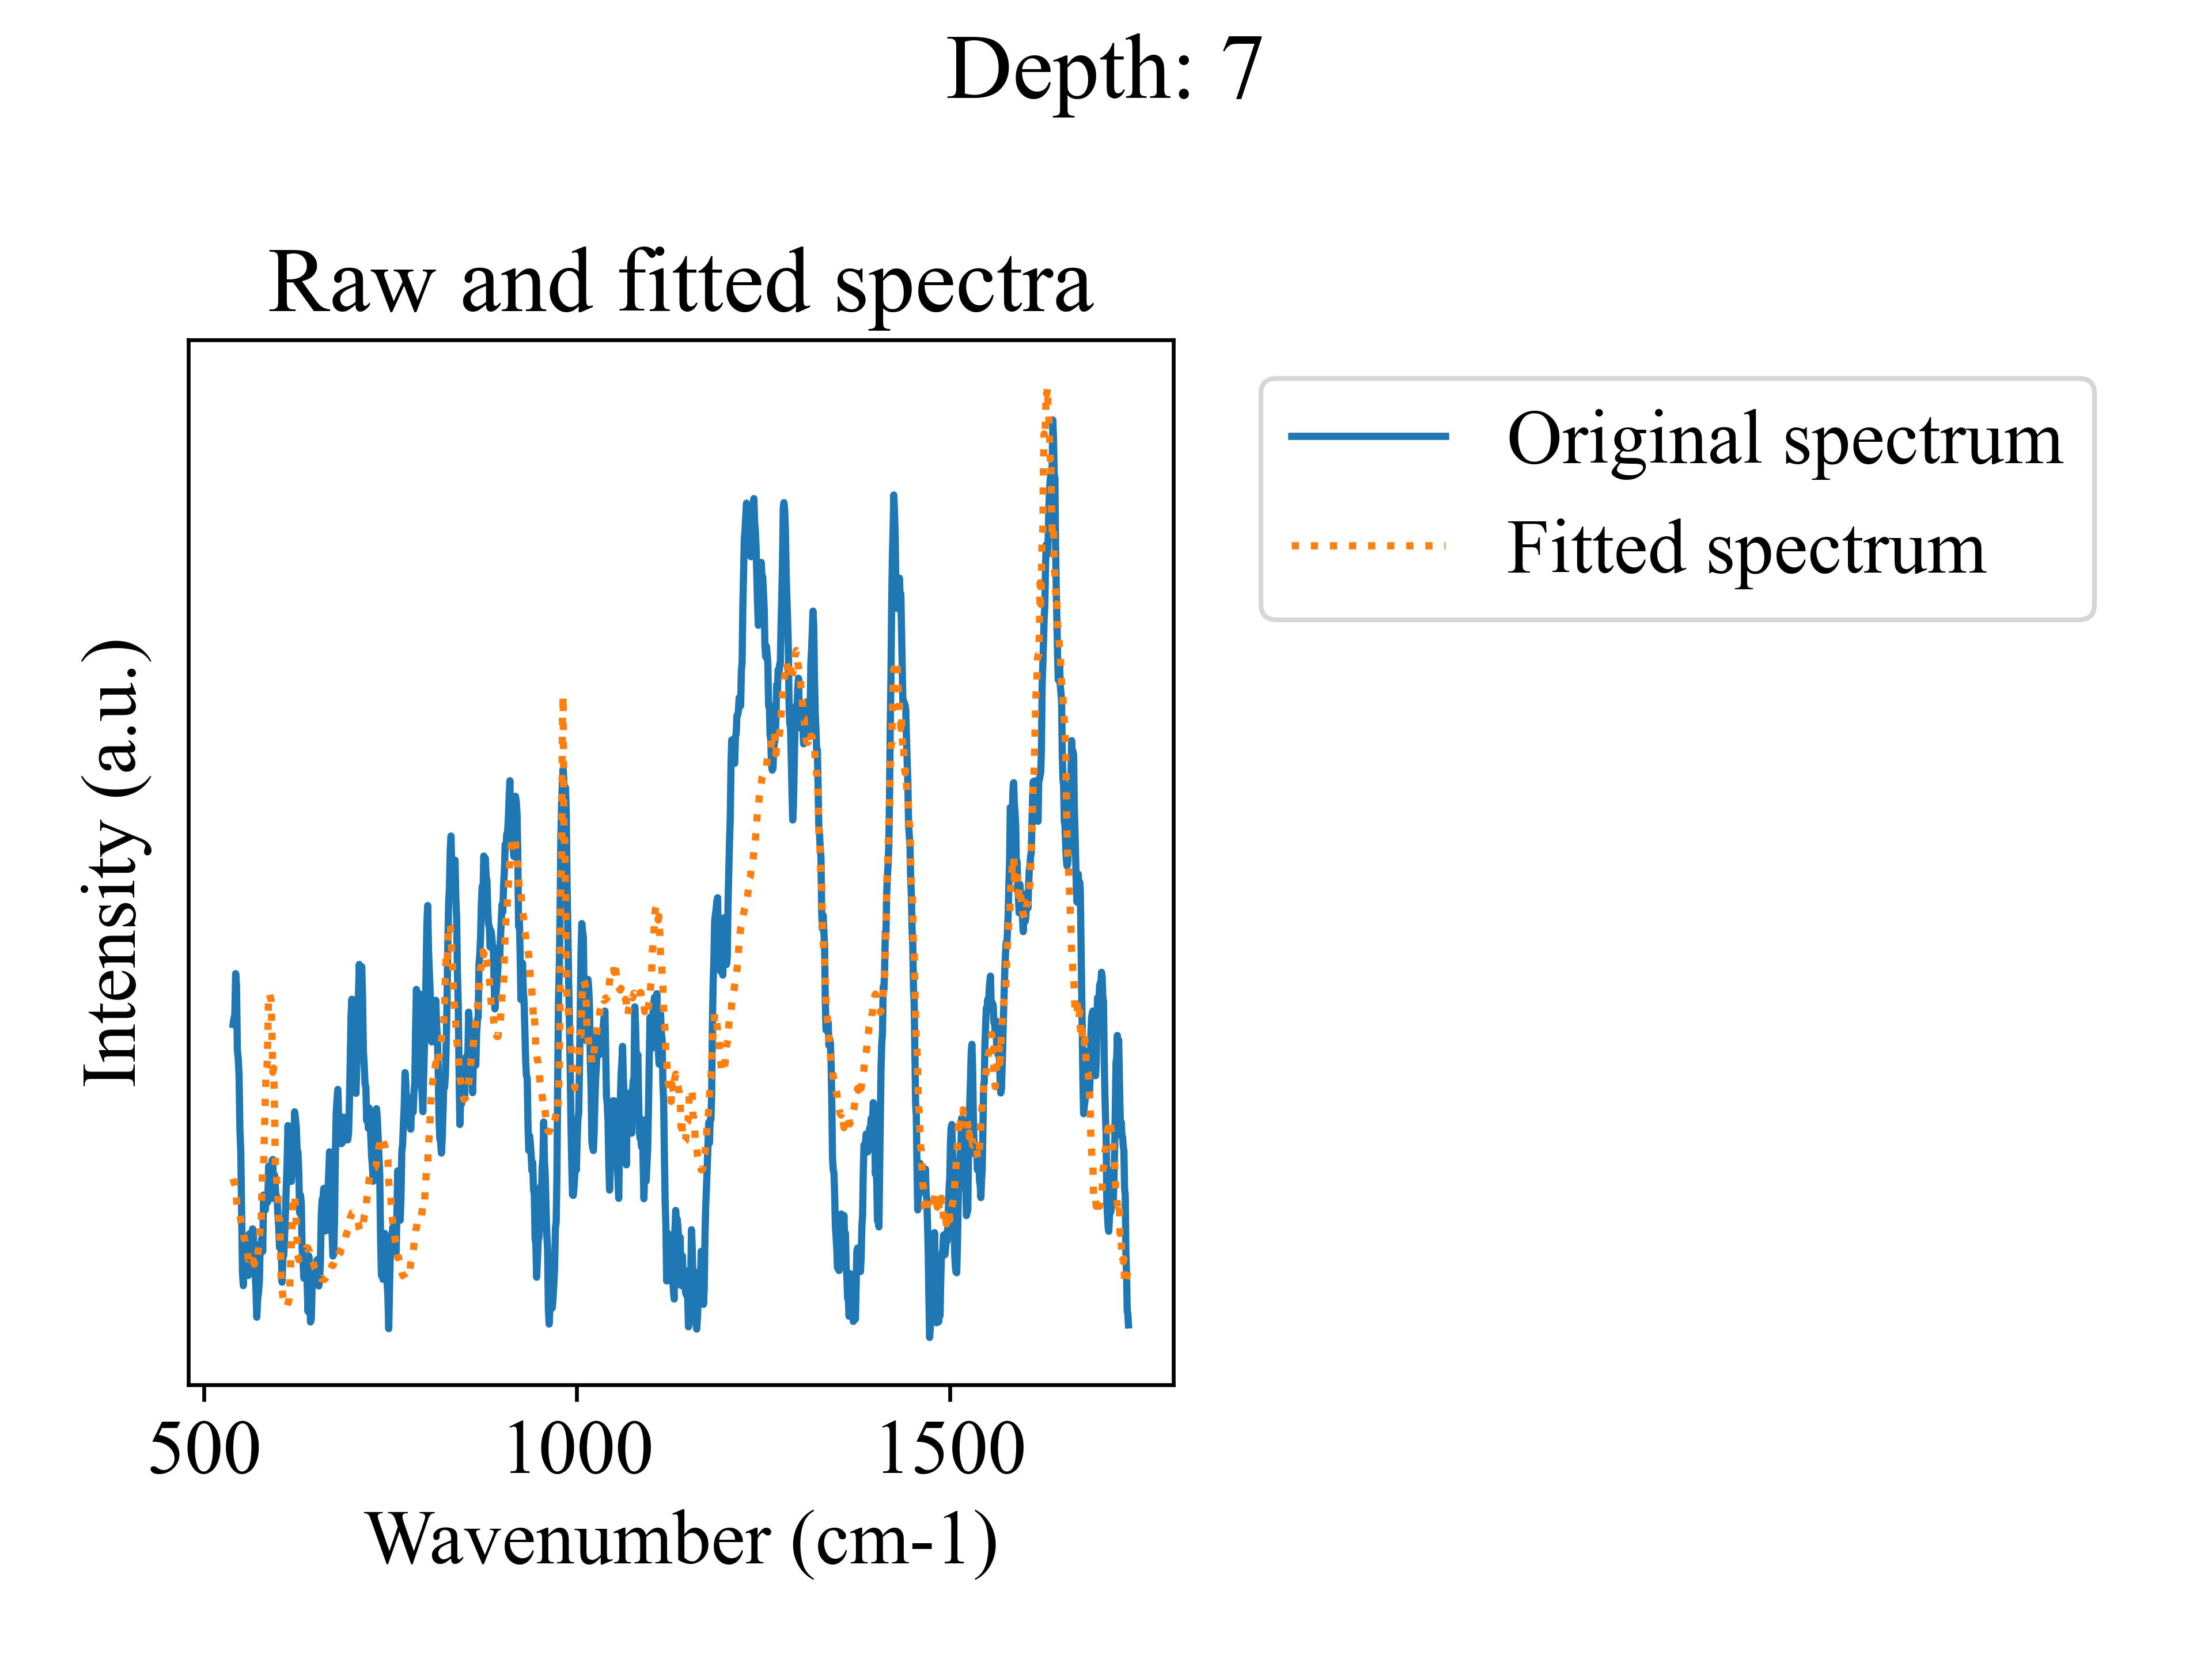 Depth: 7
Raw and fitted spectra
Original spectrum
Fitted spectrum
Intensity (a.u.)
500 1000 1500
Wavenumber (cm-1)